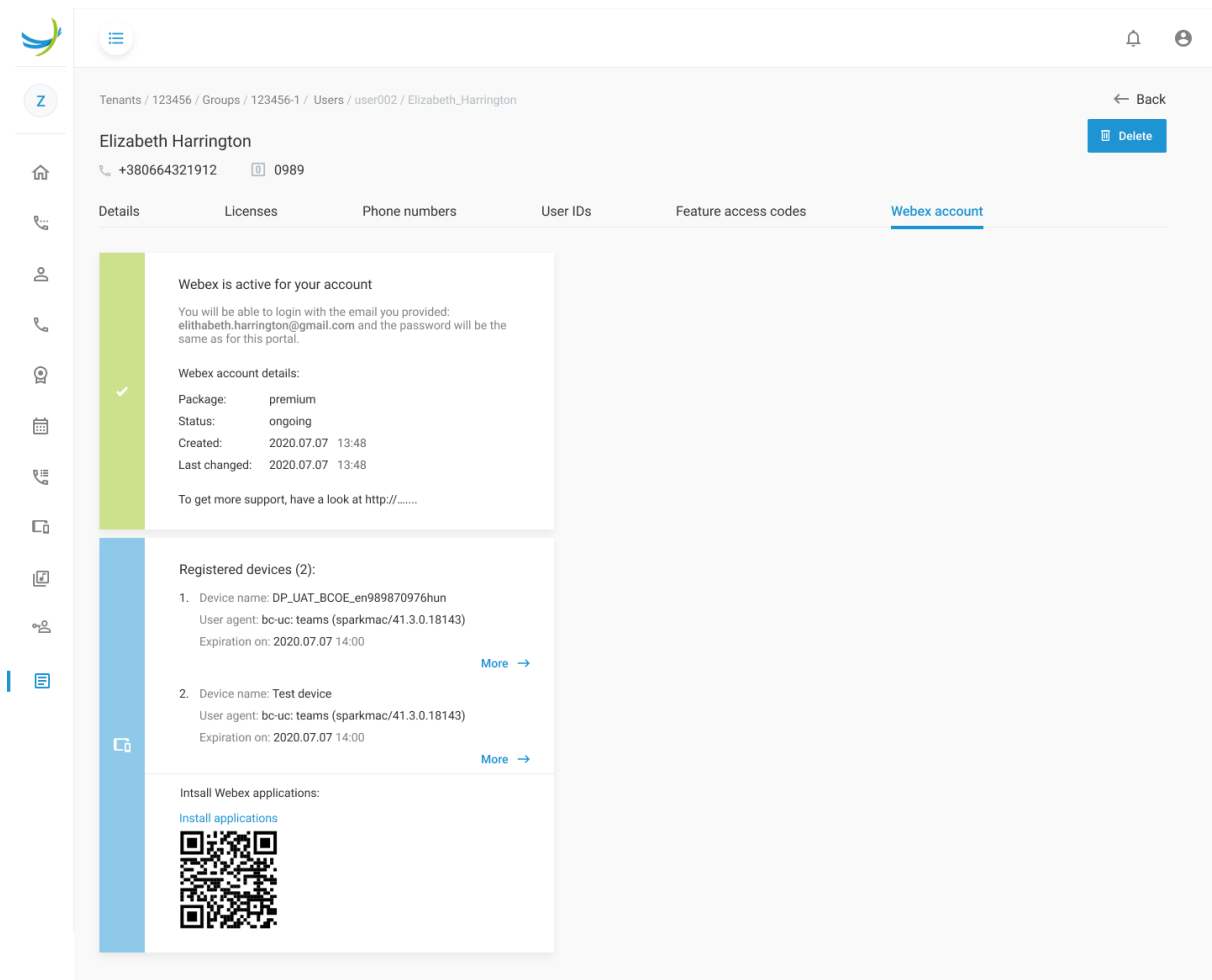 Z
Tenants / 123456 / Groups / 123456-1 / Users / user002 / Elizabeth_Harrington
Back
Elizabeth Harrington
Delete
+380664321912
0 0989
Details Licenses Phone numbers User IDs Feature access codes Webex account
Webex is active for your account
You will be able to login with the email you provided:
elithabeth.harrington@gmail.com and the password will be the
same as for this portal.
Webex account details:
Package: premium
Status: ongoing
Created: 2020.07.07 13:48
Last changed: 2020.07.07 13:48
To get more support, have a look at http://.......
Registered devices (2):
1. Device name: DP_UAT_BCOE_en989870976hun
User agent: bc-uc: teams (sparkmac/41.3.0.18143)
Expiration on: 2020.07.07 14:00
More
2. Device name: Test device
User agent: bc-uc: teams (sparkmac/41.3.0.18143)
Expiration on: 2020.07.07 14:00
More
Intsall Webex applications:
Install applications